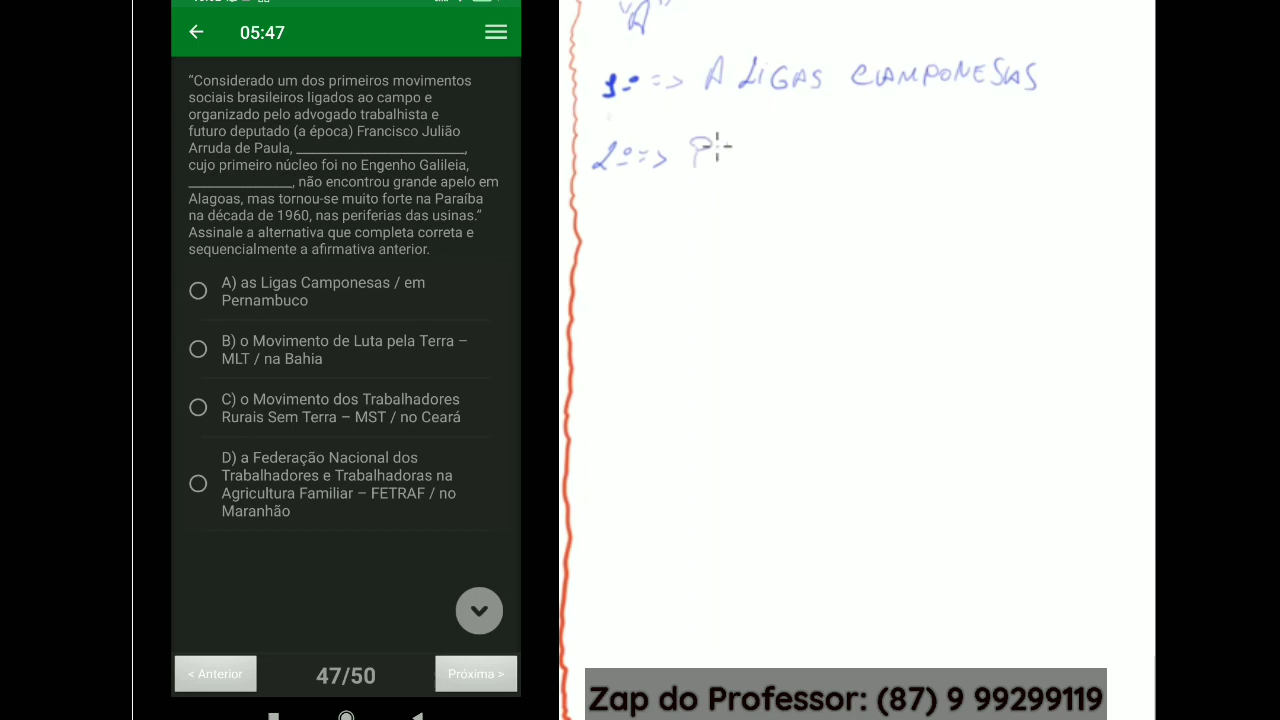 05:47
“Considerado um dos primeiros movimentos
sociais brasileiros ligados ao campo e
organizado pelo advogado trabalhista e
futuro deputado (a época) Francisco Julião
Arruda de Paula, _______________________,
cujo primeiro núcleo foi no Engenho Galileia,
______________, não encontrou grande apelo em
Alagoas, mas tornou-se muito forte na Paraíba
na década de 1960, nas periferias das usinas.”
Assinale a alternativa que completa correta e
sequencialmente a afirmativa anterior.
A) as Ligas Camponesas / em
Pernambuco
B) o Movimento de Luta pela Terra –
MLT / na Bahia
C) o Movimento dos Trabalhadores
Rurais Sem Terra – MST / no Ceará
D) a Federação Nacional dos
Trabalhadores e Trabalhadoras na
Agricultura Familiar – FETRAF / no
Maranhão
< Anterior
47/50
Próxima >
"A"
1º => A LIGAS CAMPONESAS
2º => P
Zap do Professor: (87) 9 99299119